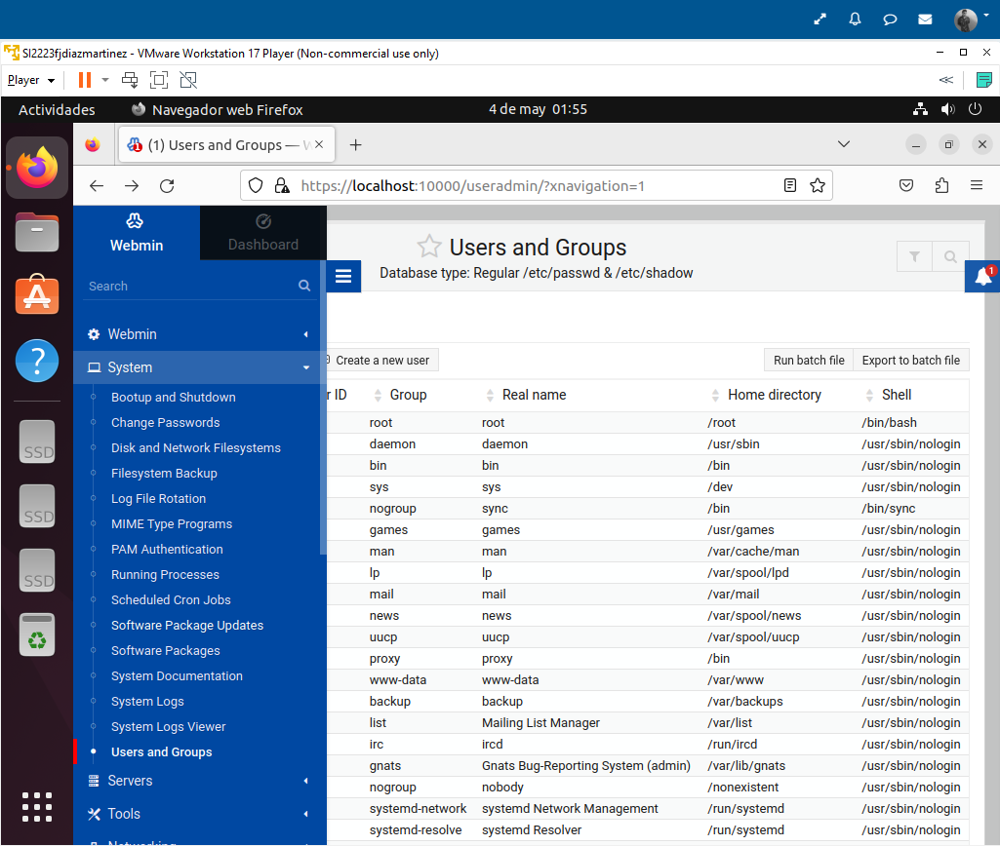 SI2223fjdiazmartinez - VMware Workstation 17 Player (Non-commercial use only)
Player
Actividades Navegador web Firefox 4 de may 01:55
1 (1) Users and Groups — W
https://localhost:10000/useradmin/?xnavigation=1
Webmin
Dashboard
Search
Webmin
System
Bootup and Shutdown
Change Passwords
Disk and Network Filesystems
Filesystem Backup
Log File Rotation
MIME Type Programs
PAM Authentication
Running Processes
Scheduled Cron Jobs
Software Package Updates
Software Packages
System Documentation
System Logs
System Logs Viewer
Users and Groups
Servers
Tools
Networking
Users and Groups
Database type: Regular /etc/passwd & /etc/shadow
1
Create a new user Run batch file Export to batch file
r ID Group Real name Home directory Shell
root root /root /bin/bash
daemon daemon /usr/sbin /usr/sbin/nologin
bin bin /bin /usr/sbin/nologin
sys sys /dev /usr/sbin/nologin
nogroup sync /bin /bin/sync
games games /usr/games /usr/sbin/nologin
man man /var/cache/man /usr/sbin/nologin
lp lp /var/spool/lpd /usr/sbin/nologin
mail mail /var/mail /usr/sbin/nologin
news news /var/spool/news /usr/sbin/nologin
uucp uucp /var/spool/uucp /usr/sbin/nologin
proxy proxy /bin /usr/sbin/nologin
www-data www-data /var/www /usr/sbin/nologin
backup backup /var/backups /usr/sbin/nologin
list Mailing List Manager /var/list /usr/sbin/nologin
irc ircd /run/ircd /usr/sbin/nologin
gnats Gnats Bug-Reporting System (admin) /var/lib/gnats /usr/sbin/nologin
nogroup nobody /nonexistent /usr/sbin/nologin
systemd-network systemd Network Management /run/systemd /usr/sbin/nologin
systemd-resolve systemd Resolver /run/systemd /usr/sbin/nologin
SSD
SSD
SSD